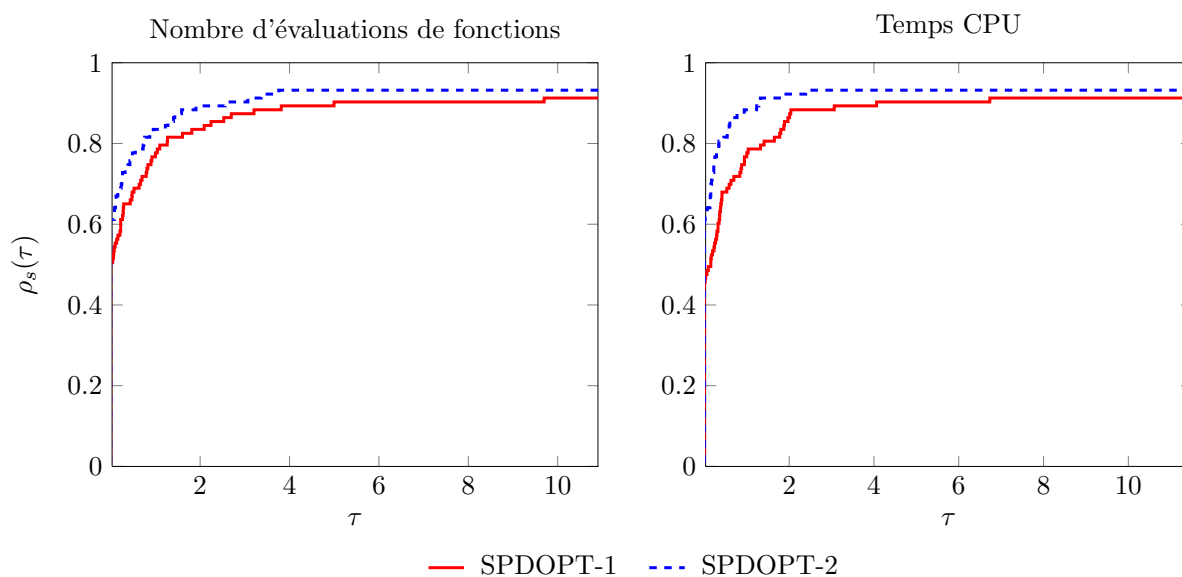 Nombre d'évaluations de fonctions
1
0.8
0.6
0.4
0.2
0
2 4 6 8 10
τ
ρs(τ)
Temps CPU
1
0.8
0.6
0.4
0.2
0
2 4 6 8 10
τ
SPDOPT-1 SPDOPT-2